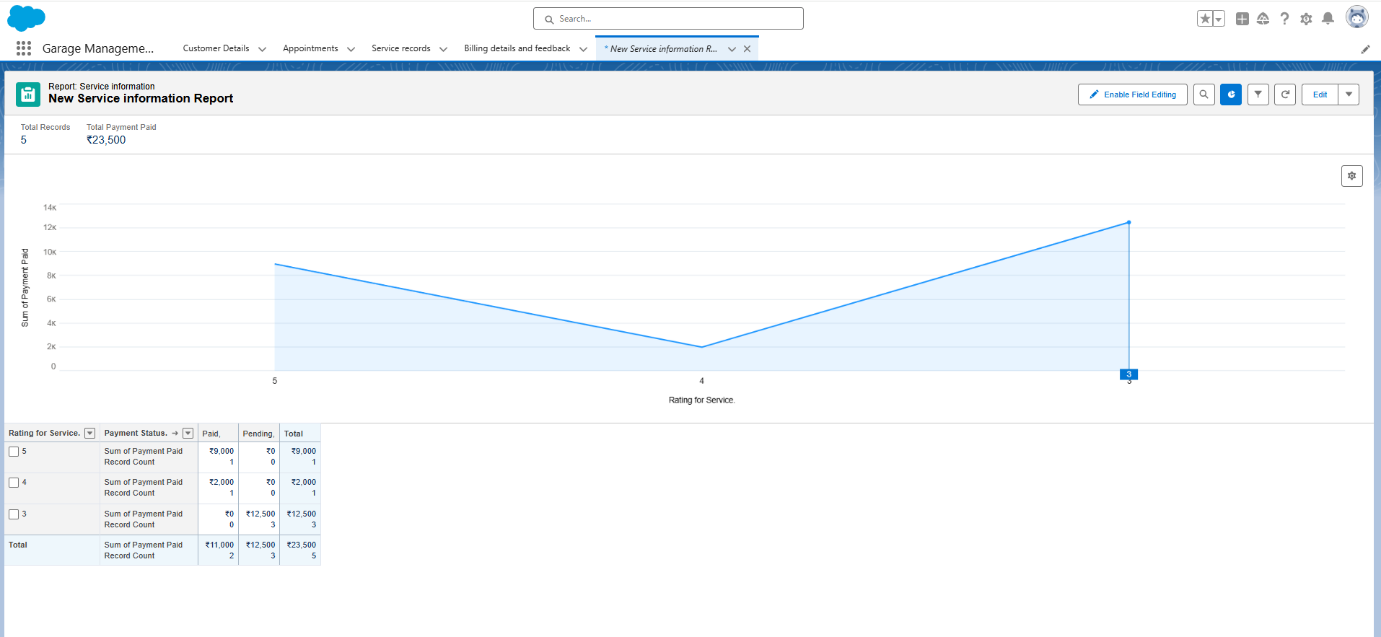 Search...
Garage Manageme...
Customer Details
Appointments
Service records
Billing details and feedback
* New Service information R...
Report: Service information
New Service information Report
Enable Field Editing
Edit
Total Records
5
Total Payment Paid
₹23,500
Sum of Payment Paid
14K
12K
10K
8K
6K
4K
2K
0
5
4
3
3
Rating for Service.
Rating for Service. Payment Status. → Paid, Pending, Total
5 Sum of Payment Paid ₹9,000 ₹0 ₹9,000
Record Count 1 0 1
4 Sum of Payment Paid ₹2,000 ₹0 ₹2,000
Record Count 1 0 1
3 Sum of Payment Paid ₹0 ₹12,500 ₹12,500
Record Count 0 3 3
Total Sum of Payment Paid ₹11,000 ₹12,500 ₹23,500
Record Count 2 3 5